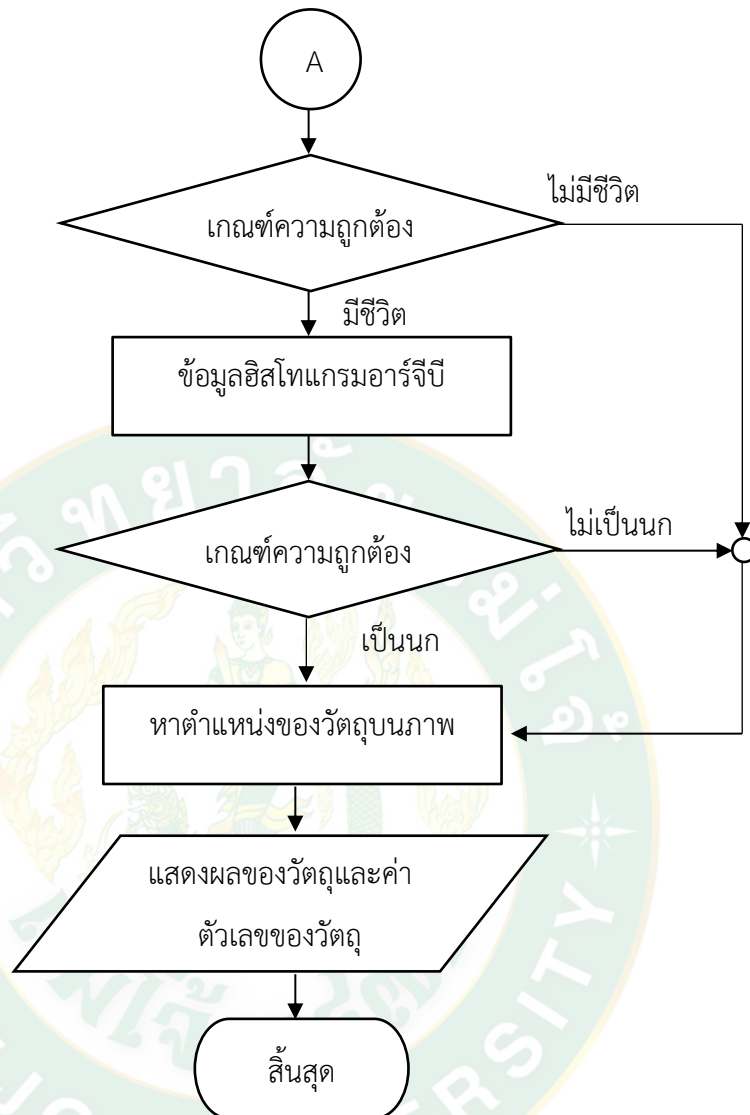 A
เกณฑ์ความถูกต้อง
ไม่มีชีวิต
มีชีวิต
ข้อมูลฮิสโทแกรมอาร์จีบี
เกณฑ์ความถูกต้อง
ไม่เป็นนก
เป็นนก
หาตำแหน่งของวัตถุบนภาพ
แสดงผลของวัตถุและค่า
ตัวเลขของวัตถุ
สิ้นสุด